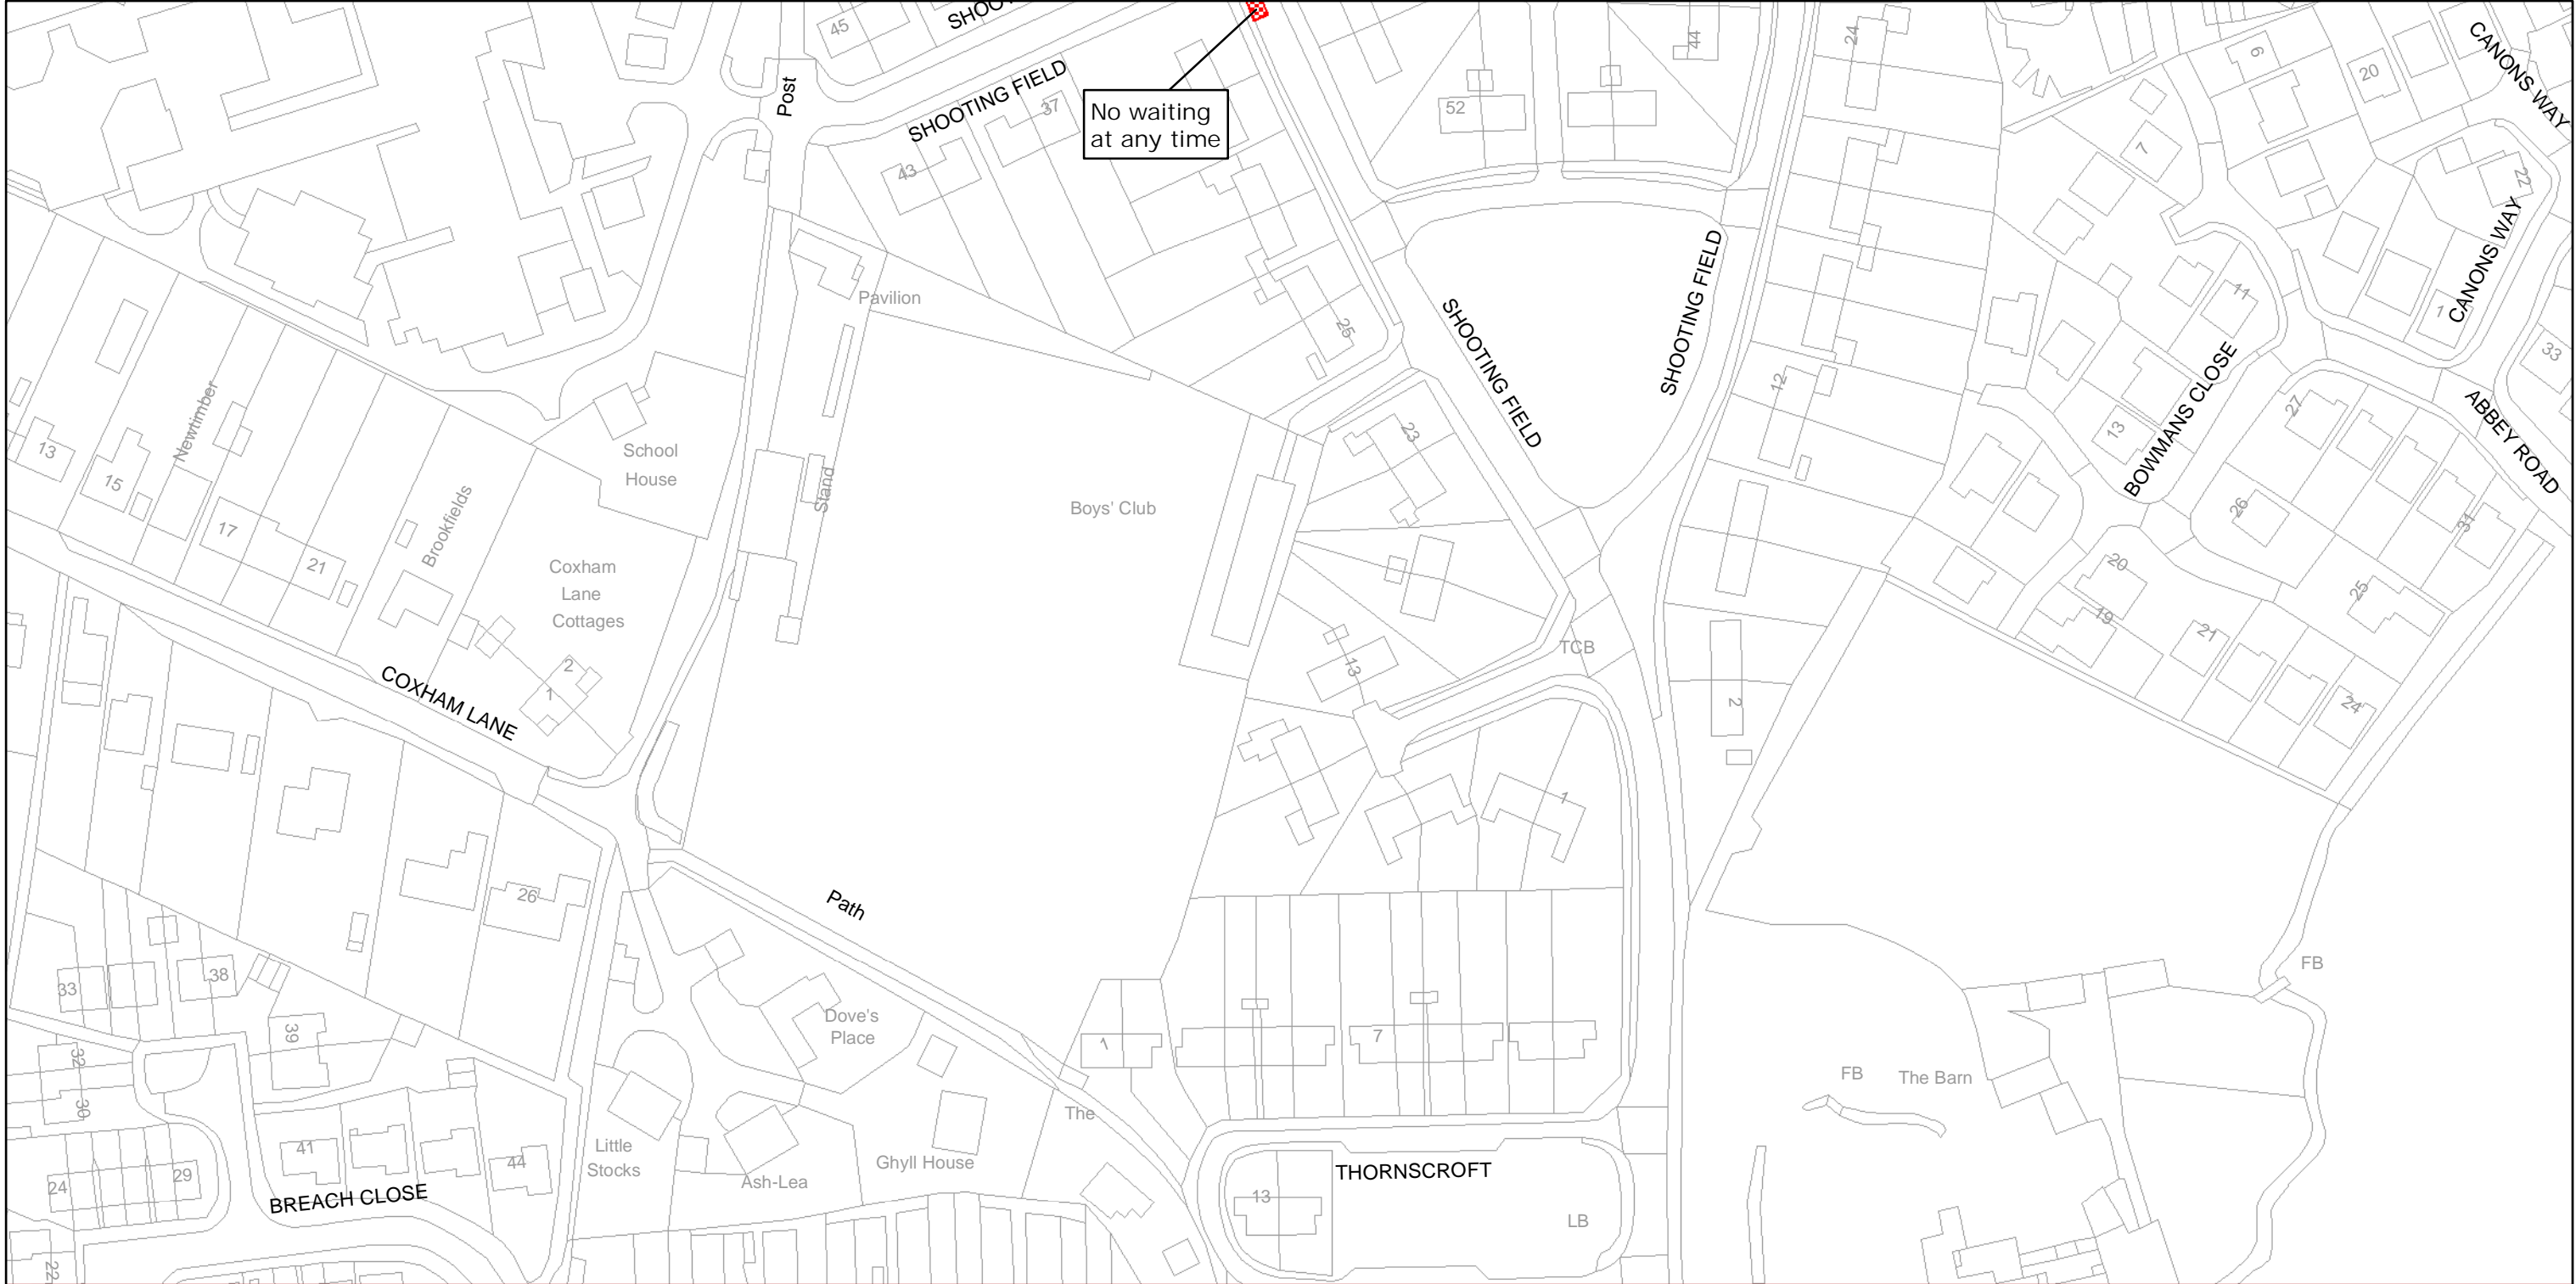 45
SHOOT
Post
SHOOTING FIELD
37
43
No waiting
at any time
52
44
24
6
20
CANONS WAY
7
22
CANONS WAY
1
11
33
Pavilion
25
SHOOTING FIELD
SHOOTING FIELD
12
BOWMANS CLOSE
13
27
ABBEY ROAD
26
31
20
19
21
25
24
13
15
Newtimber
17
21
Brookfields
School
House
Stand
Coxham
Lane
Cottages
2
1
COXHAM LANE
Boys' Club
23
TCB
13
2
1
26
Path
33
38
39
32
30
Dove's
Place
1
7
FB
FB
The Barn
The
41
44
29
24
BREACH CLOSE
Little
Stocks
Ash-Lea
Ghyll House
13
THORNSCROFT
LB
22